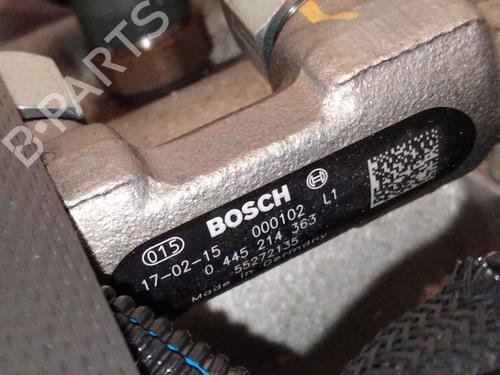 B-PARTS
BOSCH
015
17-02-15 000102 L1
0 445 214 363
55272135
Made in Germany